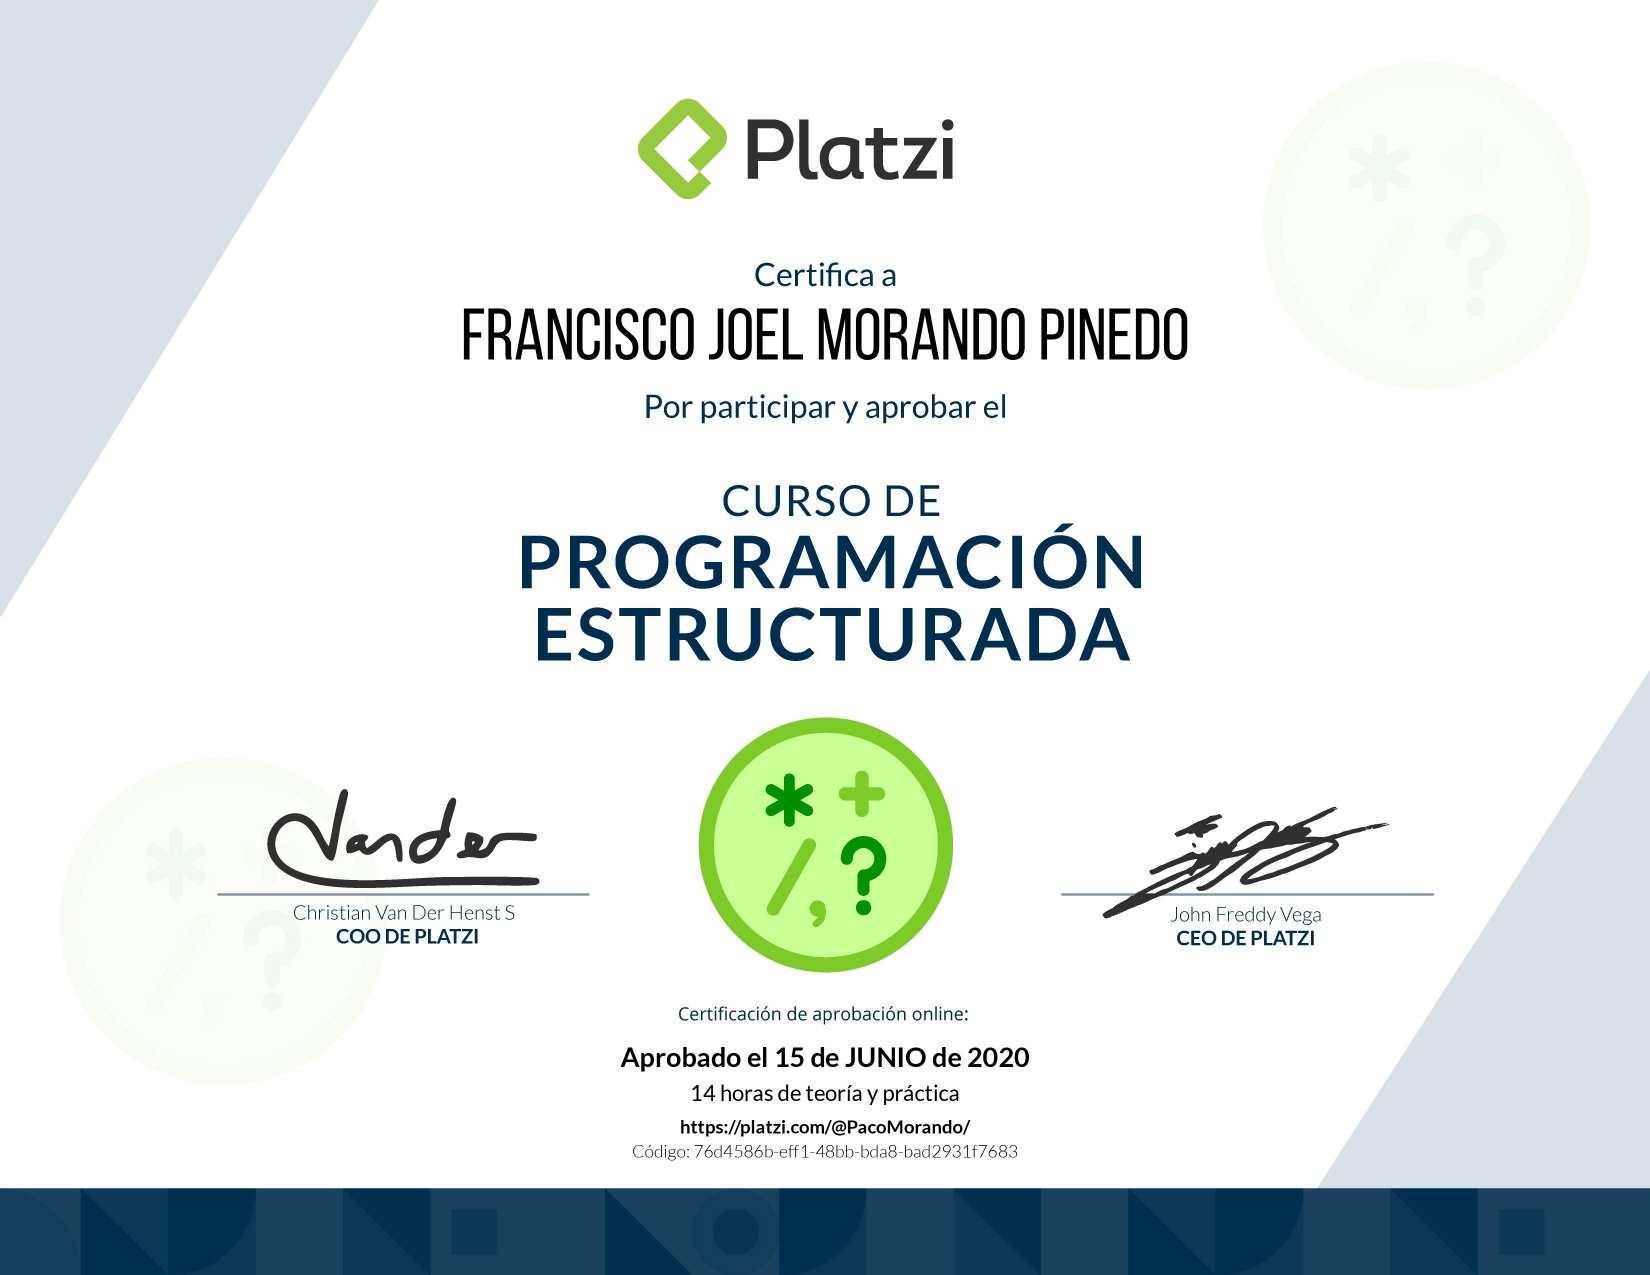 Platzi
Certifica a
FRANCISCO JOEL MORANDO PINEDO
Por participar y aprobar el
CURSO DE
PROGRAMACIÓN
ESTRUCTURADA
* +
/ , ?
Vander
Christian Van Der Henst S
COO DE PLATZI
John Freddy Vega
CEO DE PLATZI
Certificación de aprobación online:
Aprobado el 15 de JUNIO de 2020
14 horas de teoría y práctica
https://platzi.com/@PacoMorando/
Código: 76d4586b-eff1-48bb-bda8-bad2931f7683